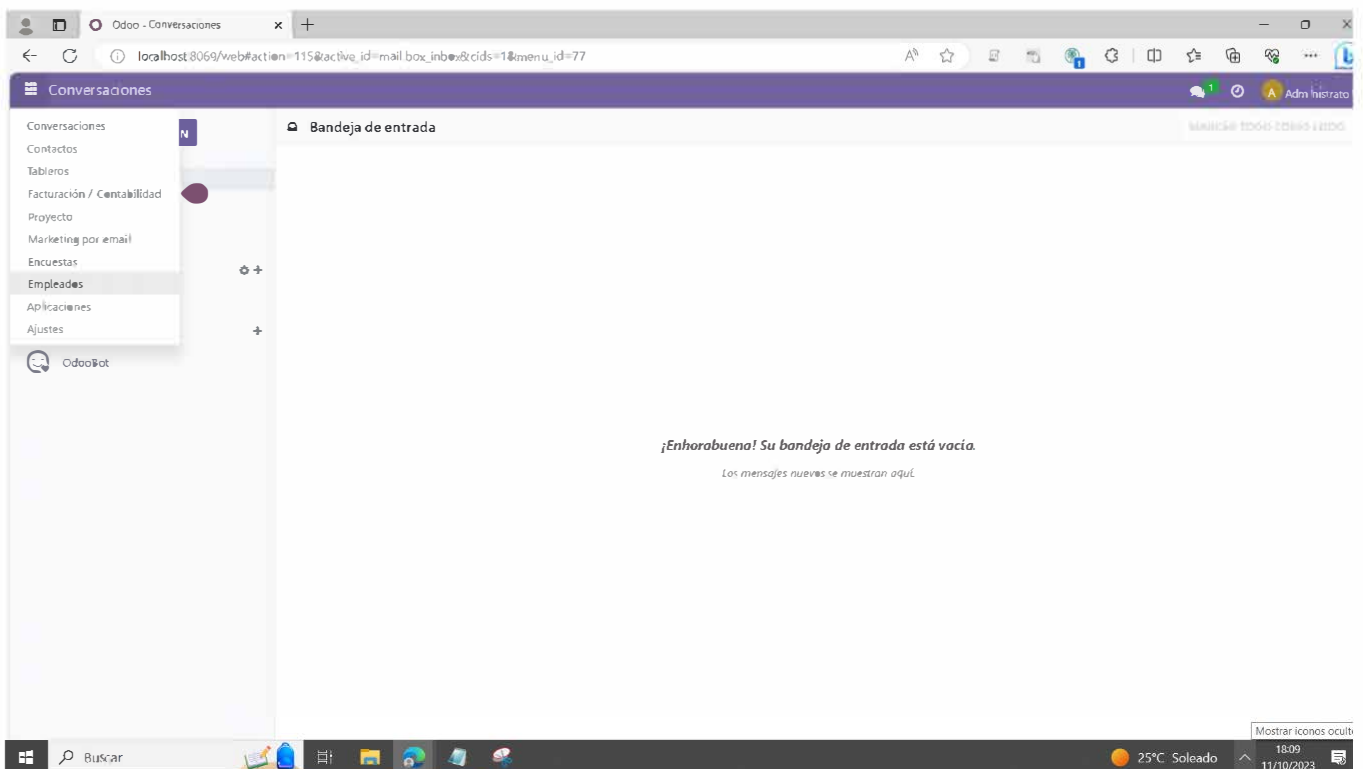 Odoo - Conversaciones
localhost:8069/web#action=115&active_id=mail.box_inbox&cids=1&menu_id=77
1
Conversaciones
1
A
Conversaciones
N
Bandeja de entrada
Contactos
Tableros
Facturación / Contabilidad
Proyecto
Marketing por email
Encuestas
Empleados
Aplicaciones
Ajustes
OdooBot
¡Enhorabuena! Su bandeja de entrada está vacía.
Los mensajes nuevos se muestran aquí.
Mostrar iconos
Buscar
25°C Soleado
18:09
11/10/2023